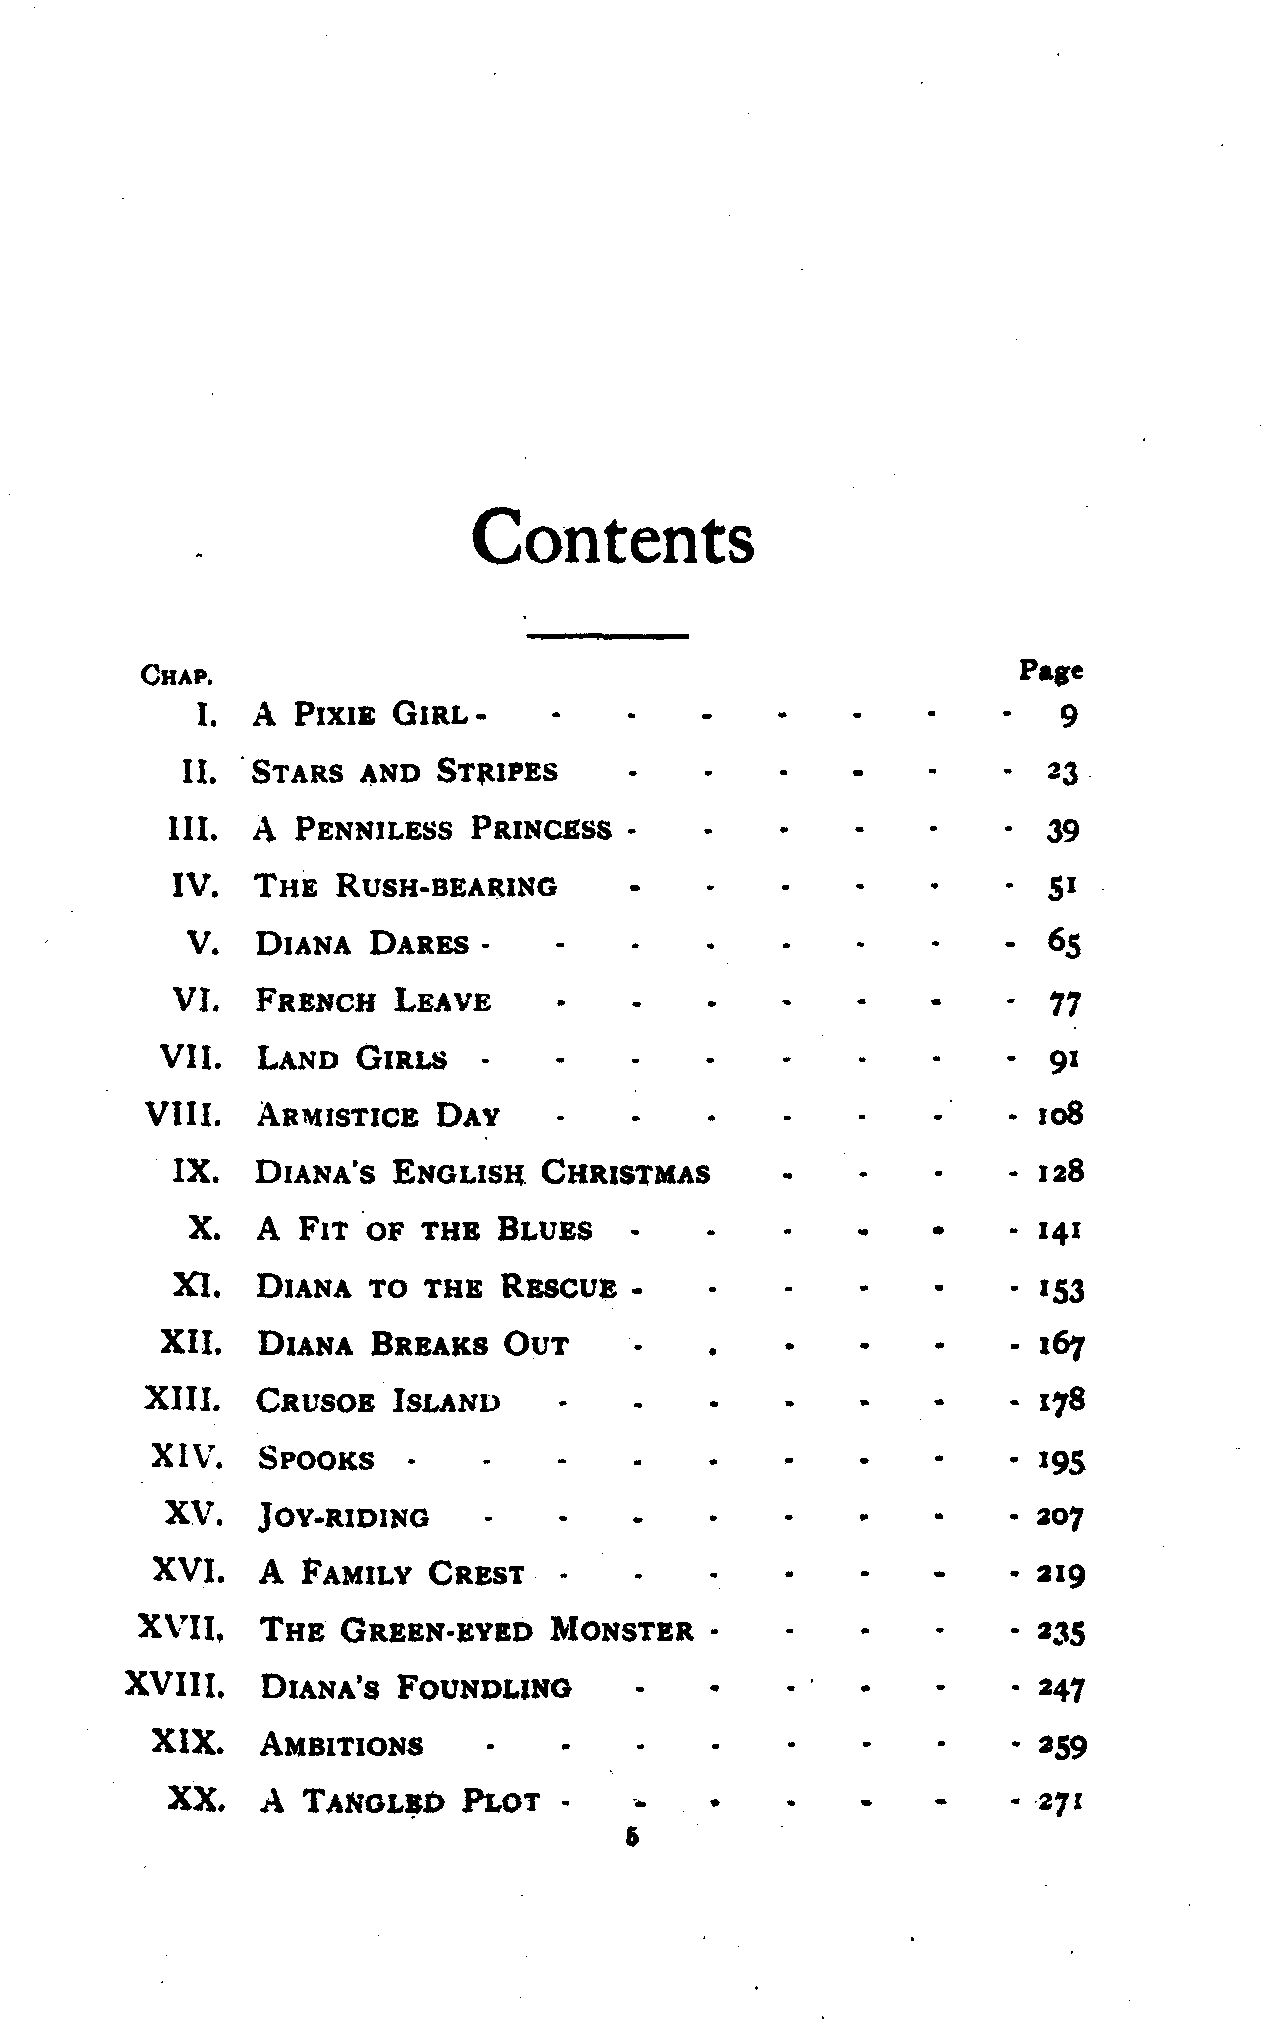 Contents
CHAP. Page
I. A PIXIE GIRL - - - - - - - - 9
II. STARS AND STRIPES - - - - - - 23
III. A PENNILESS PRINCESS - - - - - - 39
IV. THE RUSH-BEARING - - - - - - 51
V. DIANA DARES - - - - - - - - 65
VI. FRENCH LEAVE - - - - - - - 77
VII. LAND GIRLS - - - - - - - - 91
VIII. ARMISTICE DAY - - - - - - - 108
IX. DIANA'S ENGLISH CHRISTMAS - - - - 128
X. A FIT OF THE BLUES - - - - - - 141
XI. DIANA TO THE RESCUE - - - - - - 153
XII. DIANA BREAKS OUT - - - - - - 167
XIII. CRUSOE ISLAND - - - - - - - 178
XIV. SPOOKS - - - - - - - - - 195
XV. JOY-RIDING - - - - - - - - 207
XVI. A FAMILY CREST - - - - - - - 219
XVII. THE GREEN-EYED MONSTER - - - - - 235
XVIII. DIANA'S FOUNDLING - - - - - - 247
XIX. AMBITIONS - - - - - - - - 259
XX. A TANGLED PLOT - - - - - - - 271
5